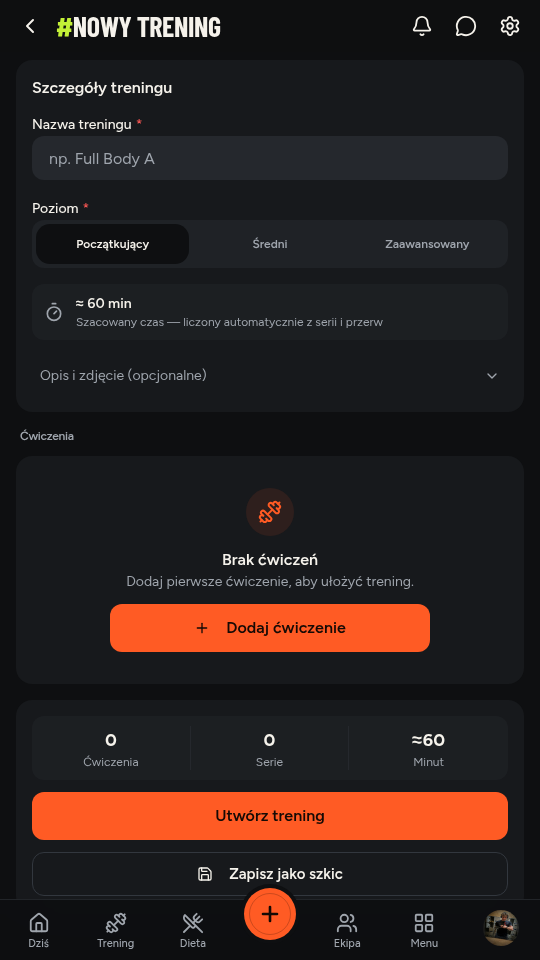 #NOWY TRENING
Szczegóły treningu
Nazwa treningu *
np. Full Body A
Poziom *
Początkujący
Średni
Zaawansowany
≈ 60 min
Szacowany czas — liczony automatycznie z serii i przerw
Opis i zdjęcie (opcjonalne)
Ćwiczenia
Brak ćwiczeń
Dodaj pierwsze ćwiczenie, aby ułożyć trening.
+ Dodaj ćwiczenie
0
Ćwiczenia
0
Serie
≈60
Minut
Utwórz trening
Zapisz jako szkic
Dziś
Trening
Dieta
Ekipa
Menu